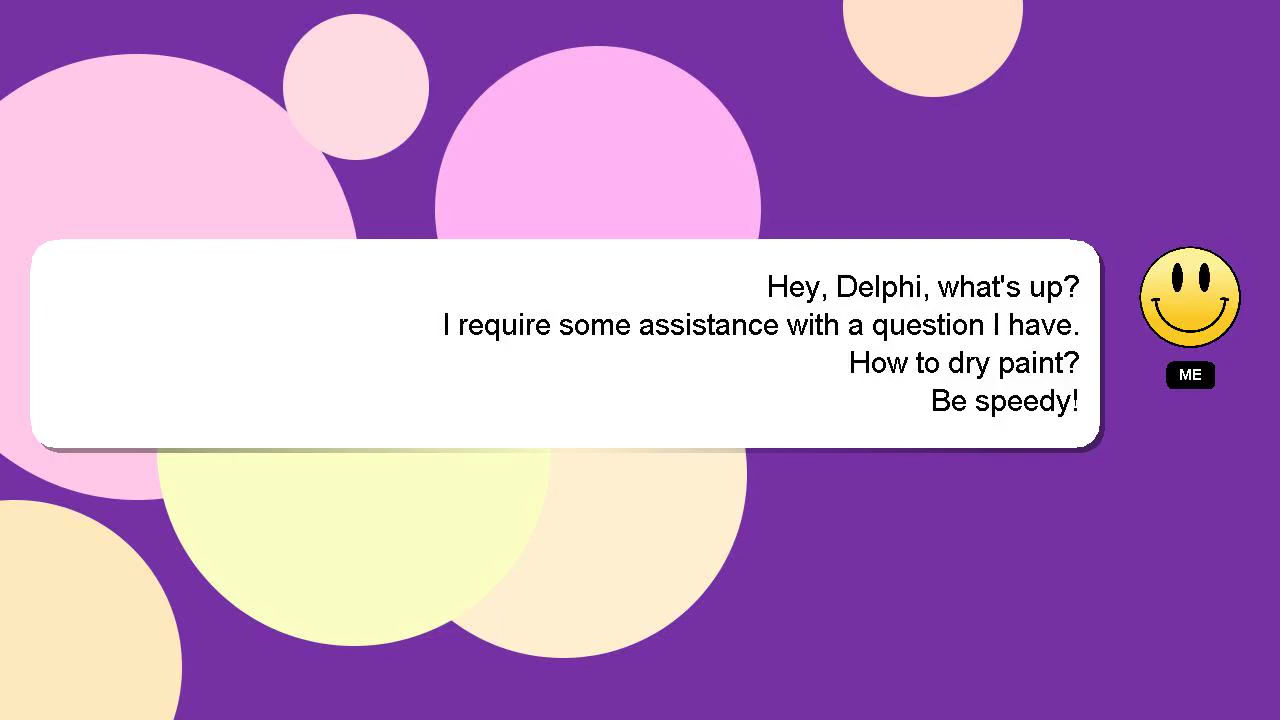 Hey, Delphi, what's up?
I require some assistance with a question I have.
How to dry paint?
Be speedy!
ME